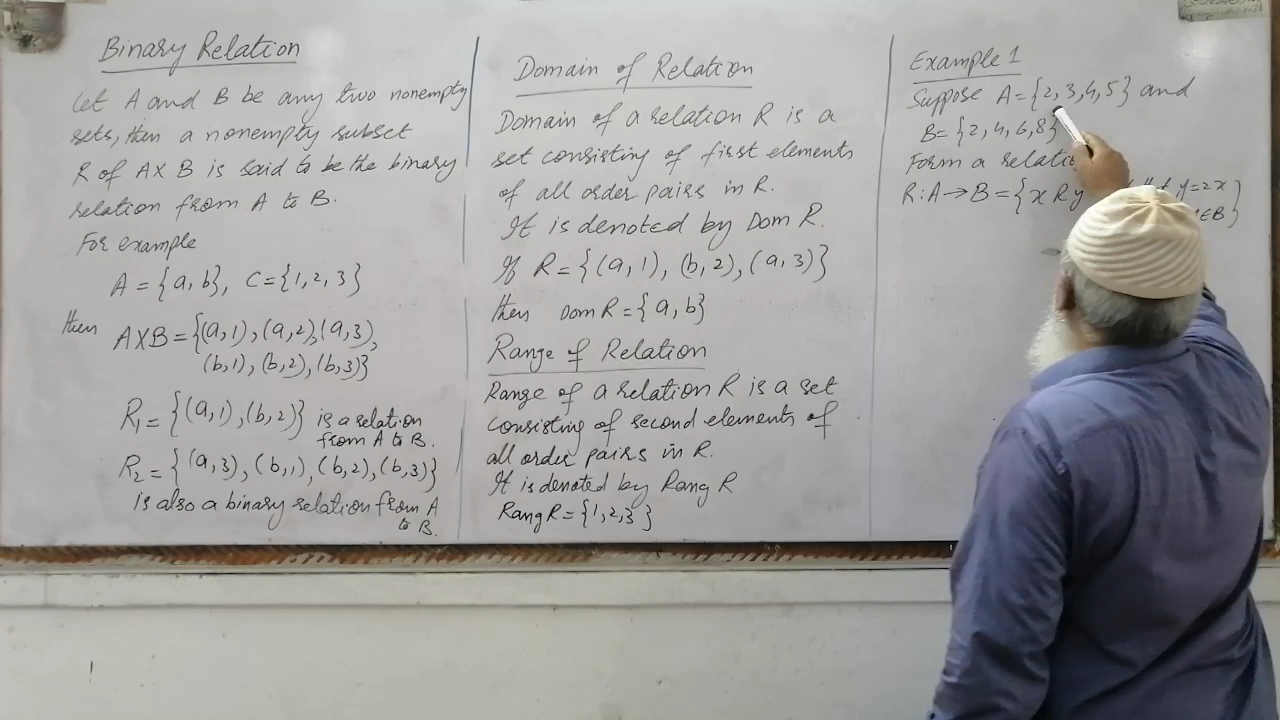 Binary Relation
Let A and B be any two nonempty
sets, then a nonempty subset
R of A X B is said to be the binary
relation from A to B.
For example
A = {a, b}, C = {1, 2, 3}
then A X B = {(a, 1), (a, 2), (a, 3),
(b, 1), (b, 2), (b, 3)}
R₁ = {(a, 1), (b, 2)} is a relation
from A to B.
R₂ = {(a, 3), (b, 1), (b, 2), (b, 3)}
is also a binary relation from A
to B.
Domain of Relation
Domain of a relation R is a
set consisting of first elements
of all order pairs in R.
It is denoted by Dom R.
If R = {(a, 1), (b, 2), (a, 3)}
then Dom R = {a, b}
Range of Relation
Range of a relation R is a set
consisting of second elements of
all order pairs in R.
It is denoted by Rang R
Rang R = {1, 2, 3}
Example 1
Suppose A = {2, 3, 4, 5} and
B = {2, 4, 6, 8}
Form a
R : A → B = {x R y y = 2x
∈ B}